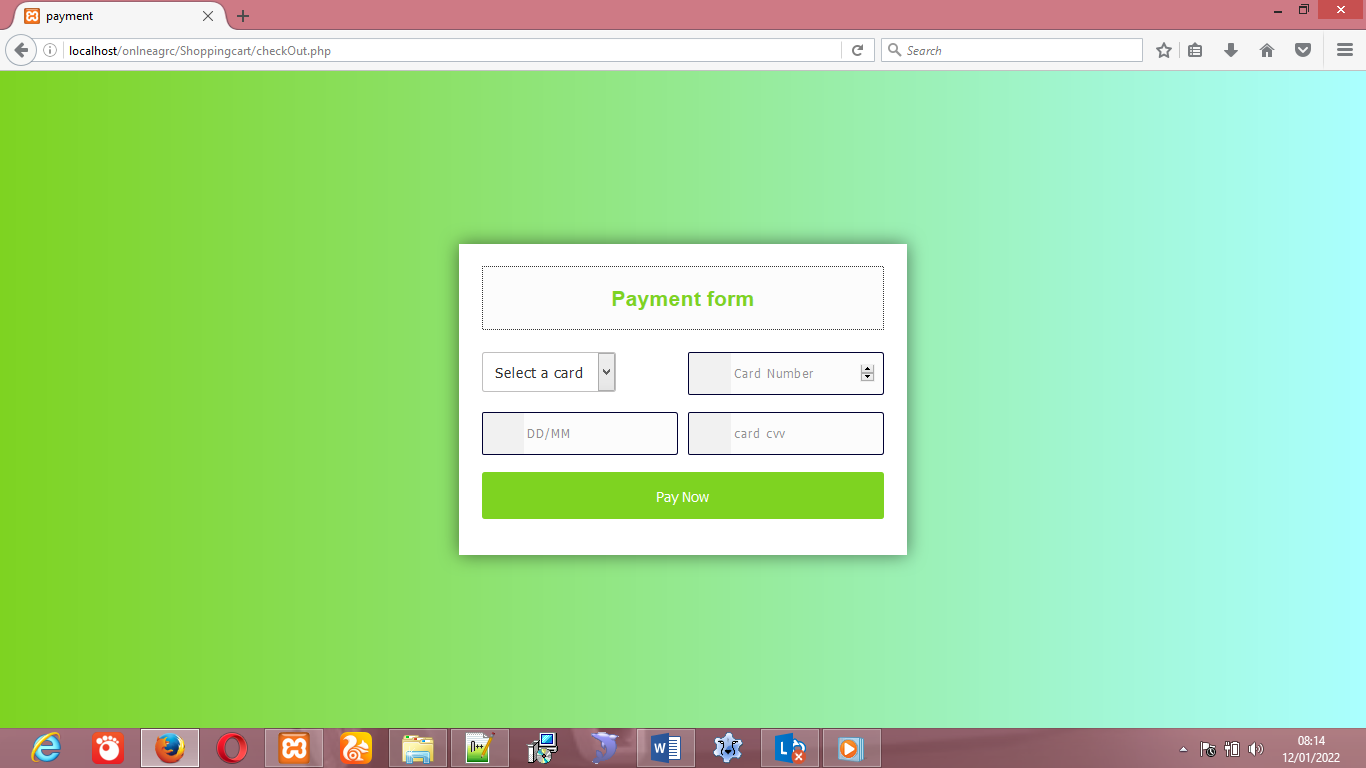 payment
localhost/onlneagrc/Shoppingcart/checkOut.php
Search
Payment form
Select a card
Card Number
DD/MM
card cvv
Pay Now
08:14
12/01/2022